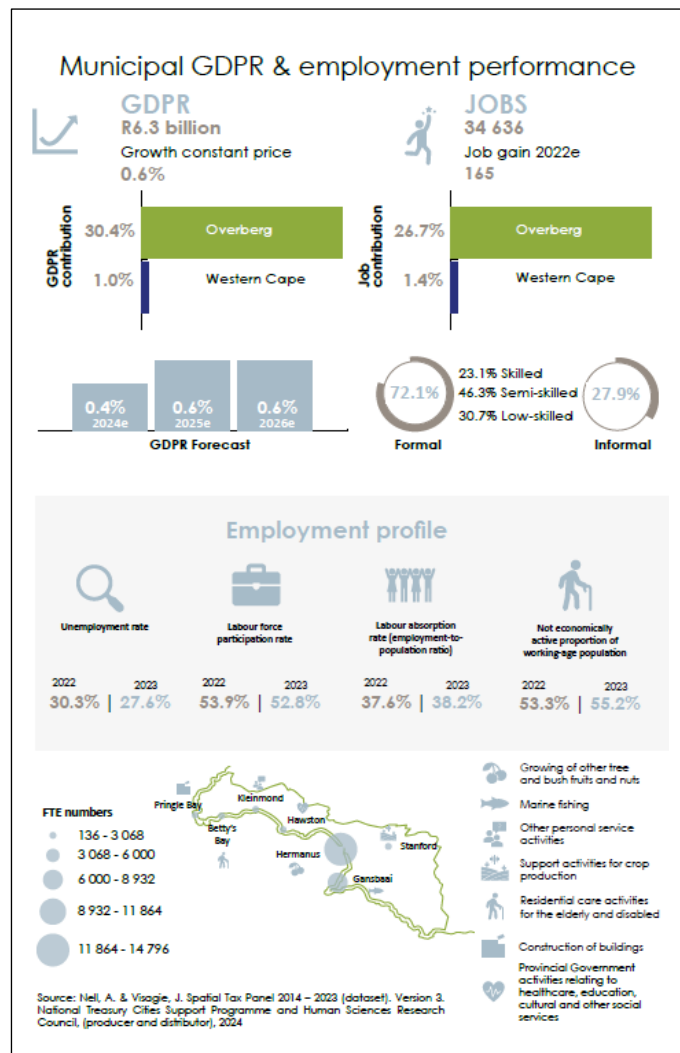 Municipal GDPR & employment performance
GDPR
R6.3 billion
Growth constant price
0.6%
JOBS
34 636
Job gain 2022e
165
GDPR
contribution
30.4%
Overberg
1.0%
Western Cape
Job
contribution
26.7%
Overberg
1.4%
Western Cape
0.4%
2024e
0.6%
2025e
0.6%
2026e
GDPR Forecast
72.1%
Formal
23.1% Skilled
46.3% Semi-skilled
30.7% Low-skilled
27.9%
Informal
Employment profile
Unemployment rate
2022 2023
30.3% | 27.6%
Labour force
participation rate
2022 2023
53.9% | 52.8%
Labour absorption
rate (employment-to-
population ratio)
2022 2023
37.6% | 38.2%
Not economically
active proportion of
working-age population
2022 2023
53.3% | 55.2%
FTE numbers
136 - 3 068
3 068 - 6 000
6 000 - 8 932
8 932 - 11 864
11 864 - 14 796
Pringle Bay
Kleinmond
Betty's
Bay
Hawston
Hermanus
Stanford
Gansbaai
Growing of other tree
and bush fruits and nuts
Marine fishing
Other personal service
activities
Support activities for crop
production
Residential care activities
for the elderly and disabled
Construction of buildings
Provincial Government
activities relating to
healthcare, education,
cultural and other social
services
Source: Nell, A. & Visagie, J. Spatial Tax Panel 2014 – 2023 (dataset). Version 3.
National Treasury Cities Support Programme and Human Sciences Research
Council, (producer and distributor), 2024